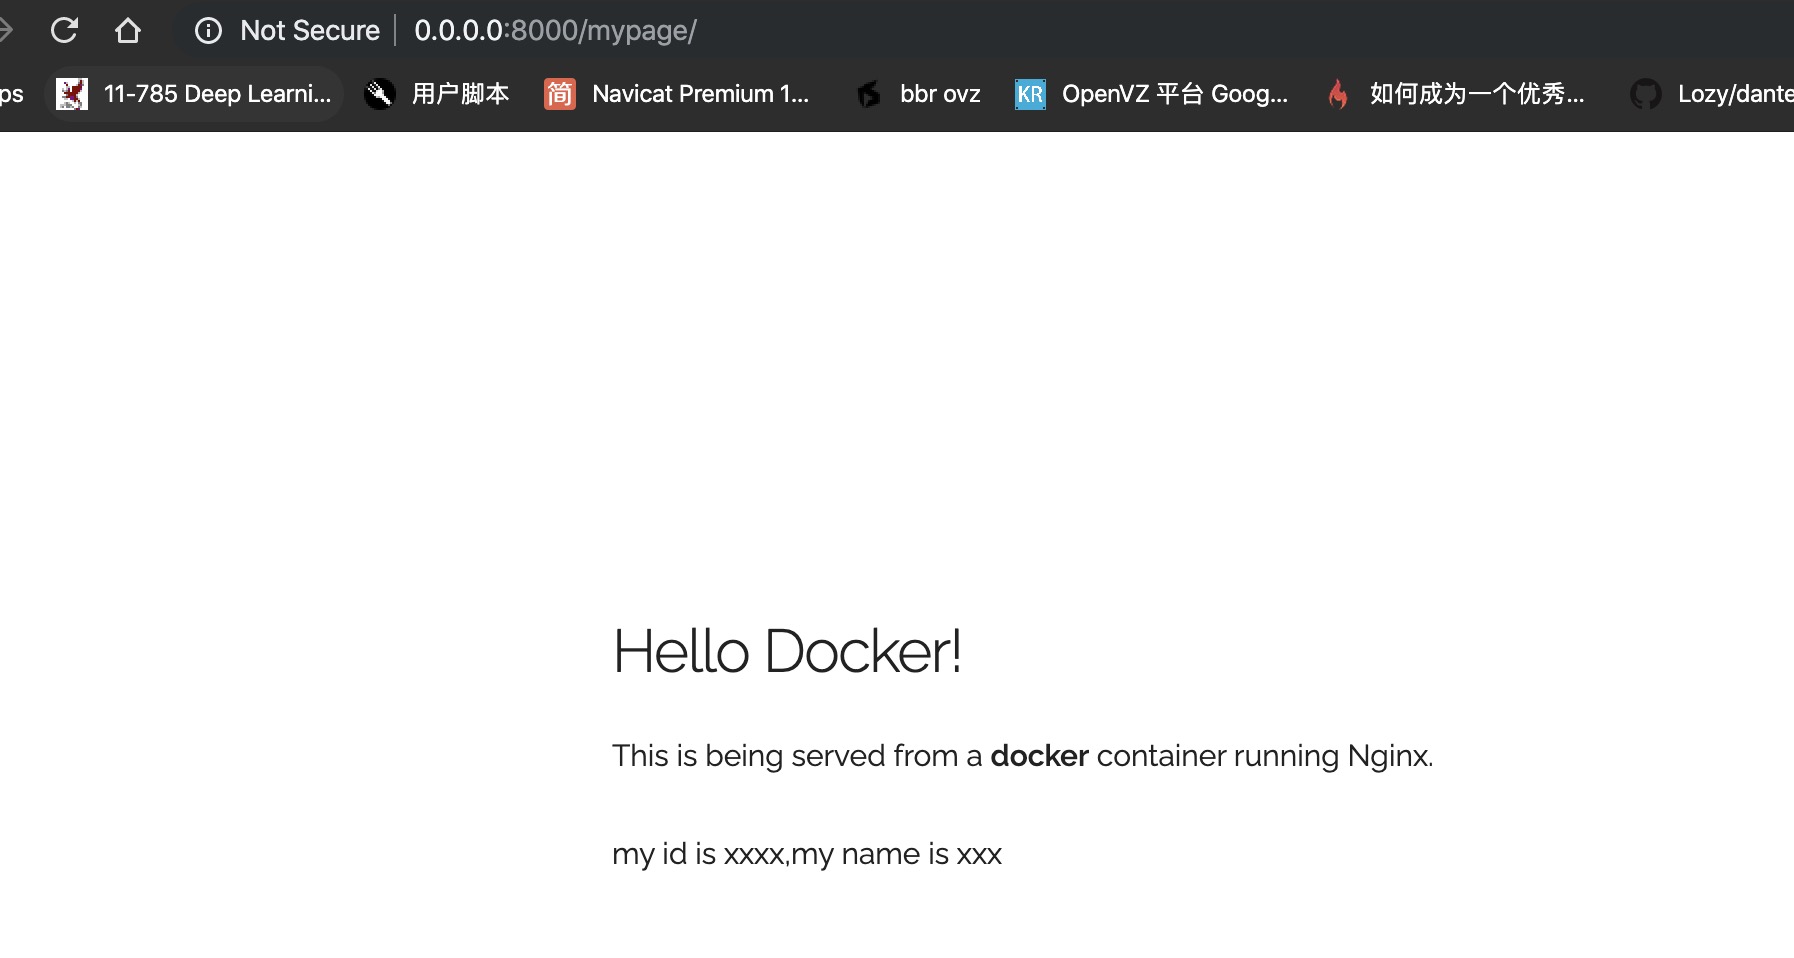 Not Secure | 0.0.0.0:8000/mypage/
ps 11-785 Deep Learni... 用户脚本 简 Navicat Premium 1... bbr ovz KR OpenVZ 平台 Goog... 如何成为一个优秀... Lozy/dante
Hello Docker!
This is being served from a docker container running Nginx.
my id is xxxx,my name is xxx